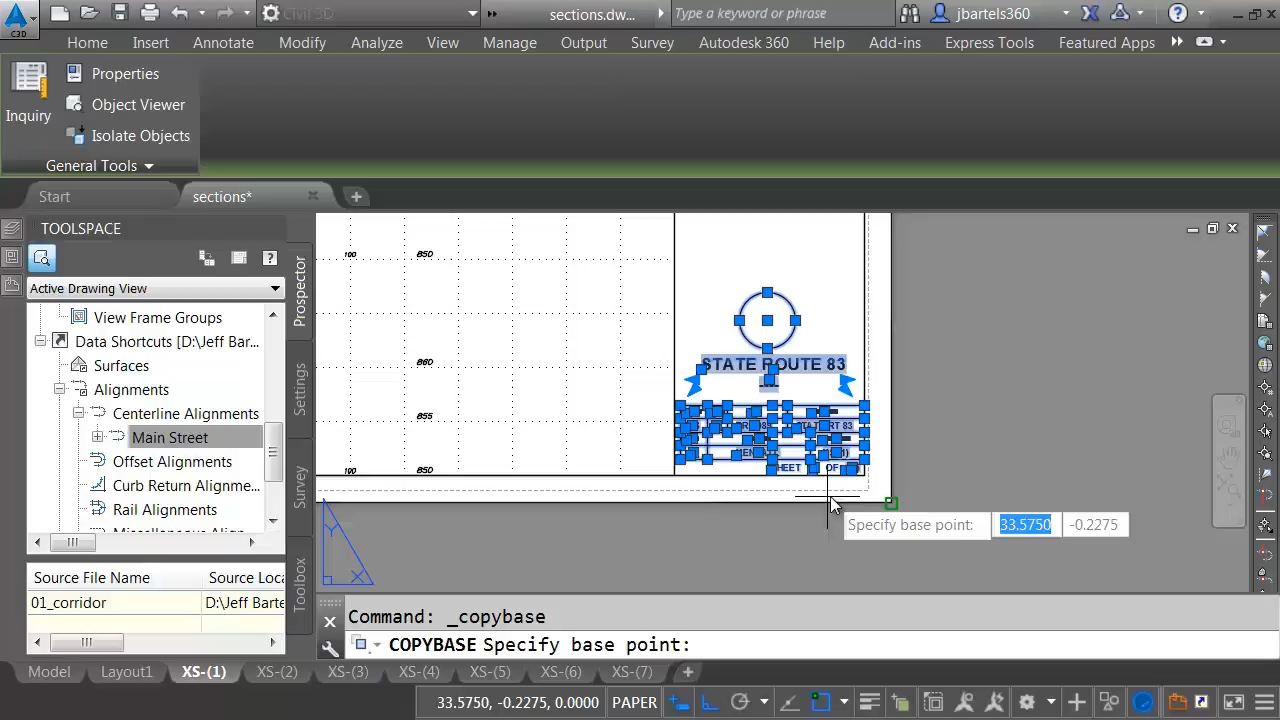 C3D
Civil 3D
sections.dw...
Type a keyword or phrase
jbartels360
Home
Insert
Annotate
Modify
Analyze
View
Manage
Output
Survey
Autodesk 360
Help
Add-ins
Express Tools
Featured Apps
Inquiry
Properties
Object Viewer
Isolate Objects
General Tools
Start
sections*
TOOLSPACE
Active Drawing View
View Frame Groups
Data Shortcuts [D:\Jeff Bar...
Surfaces
Alignments
Centerline Alignments
Main Street
Offset Alignments
Curb Return Alignme...
Rail Alignments
Miscellaneous Alignm
Source File Name
Source Loca
01_corridor
D:\Jeff Barte
Prospector
Settings
Survey
Toolbox
100
850
860
855
100
850
STATE ROUTE 83
SHEET OF
Specify base point:
33.5750
-0.2275
Y
X
Command: _copybase
COPYBASE Specify base point:
Model
Layout1
XS-(1)
XS-(2)
XS-(3)
XS-(4)
XS-(5)
XS-(6)
XS-(7)
33.5750, -0.2275, 0.0000
PAPER